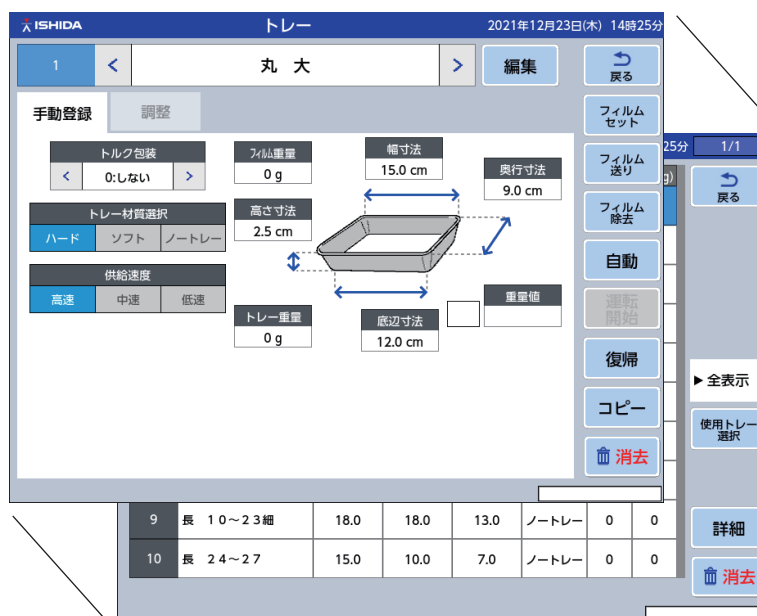 ISHIDA トレー 2021年12月23日(木) 14時25分
1 < 丸 大 > 編集
戻る
手動登録 調整
フィルム
セット
トルク包装
< 0:しない >
フィルム重量
0 g
幅寸法
15.0 cm
奥行寸法
9.0 cm
フィルム
送り
トレー材質選択
ハード ソフト ノートレー
高さ寸法
2.5 cm
フィルム
除去
自動
供給速度
高速 中速 低速
トレー重量
0 g
底辺寸法
12.0 cm
重量値
運転
開始
復帰
コピー
消去
25分 1/1
g)
戻る
▶ 全表示
使用トレー
選択
9 長 10~23細 18.0 18.0 13.0 ノートレー 0 0
10 長 24~27 15.0 10.0 7.0 ノートレー 0 0
詳細
消去